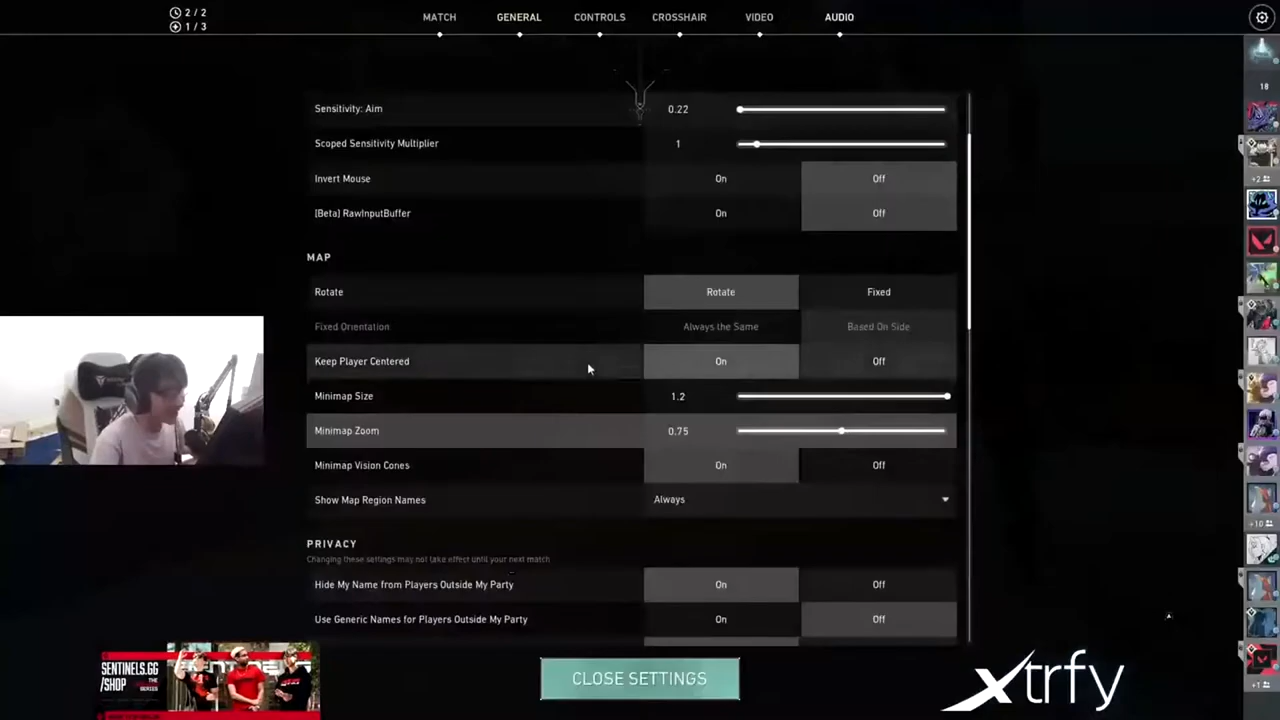 2 / 2
1 / 3
MATCH
GENERAL
CONTROLS
CROSSHAIR
VIDEO
AUDIO
Sensitivity: Aim 0.22
Scoped Sensitivity Multiplier 1
Invert Mouse On Off
[Beta] RawInputBuffer On Off
MAP
Rotate Rotate Fixed
Fixed Orientation Always the Same Based On Side
Keep Player Centered On Off
Minimap Size 1.2
Minimap Zoom 0.75
Minimap Vision Cones On Off
Show Map Region Names Always
PRIVACY
Changing these settings may not take effect until your next match
Hide My Name from Players Outside My Party On Off
Use Generic Names for Players Outside My Party On Off
CLOSE SETTINGS
18
+2
+10
+1
SENTINELS.GG
/SHOP
xtrfy